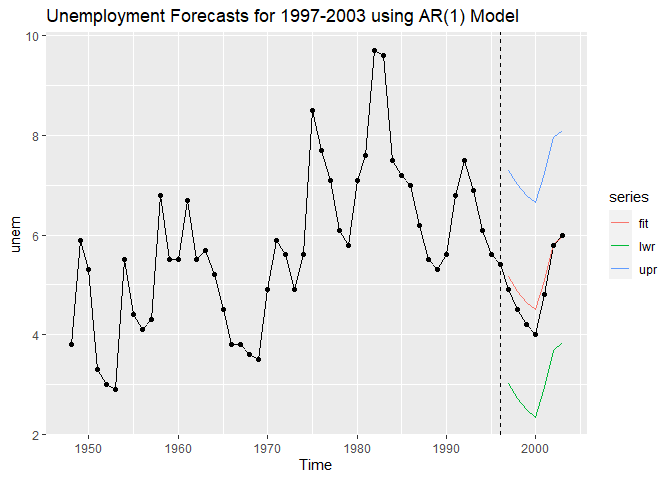 Unemployment Forecasts for 1997-2003 using AR(1) Model
10
8
6
4
2
unem
1950
1960
1970
1980
1990
2000
Time
series
fit
lwr
upr